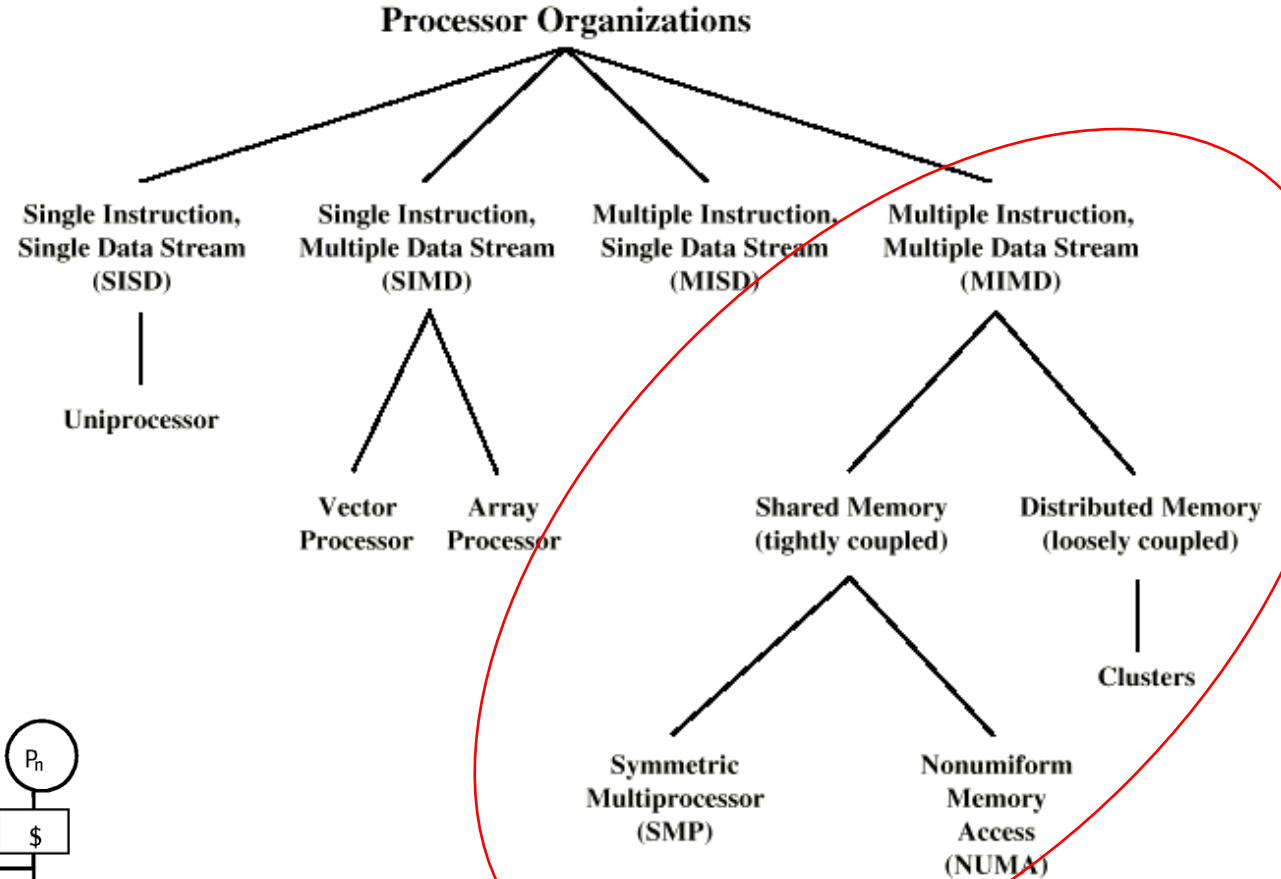 Processor Organizations
Single Instruction,
Single Data Stream
(SISD)
Single Instruction,
Multiple Data Stream
(SIMD)
Multiple Instruction,
Single Data Stream
(MISD)
Multiple Instruction,
Multiple Data Stream
(MIMD)
Uniprocessor
Vector
Processor
Array
Processor
Shared Memory
(tightly coupled)
Distributed Memory
(loosely coupled)
Clusters
Symmetric
Multiprocessor
(SMP)
Nonumiform
Memory
Access
(NUMA)
Pn
$